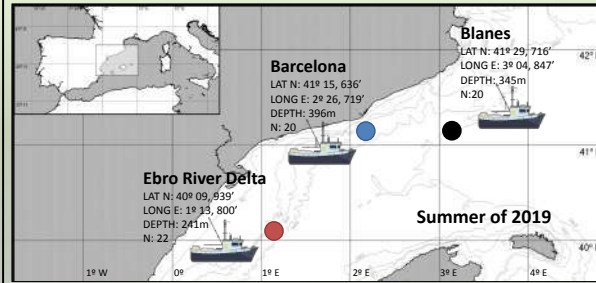 Blanes
LAT N: 41º 29, 716’
LONG E: 3º 04, 847’
DEPTH: 345m
N:20
42º N
Barcelona
LAT N: 41º 15, 636’
LONG E: 2º 26, 719’
DEPTH: 396m
N: 20
41º N
Ebro River Delta
LAT N: 40º 09, 939’
LONG E: 1º 13, 800’
DEPTH: 241m
N: 22
Summer of 2019
40º N
1º W
0º
1º E
2º E
3º E
4º E